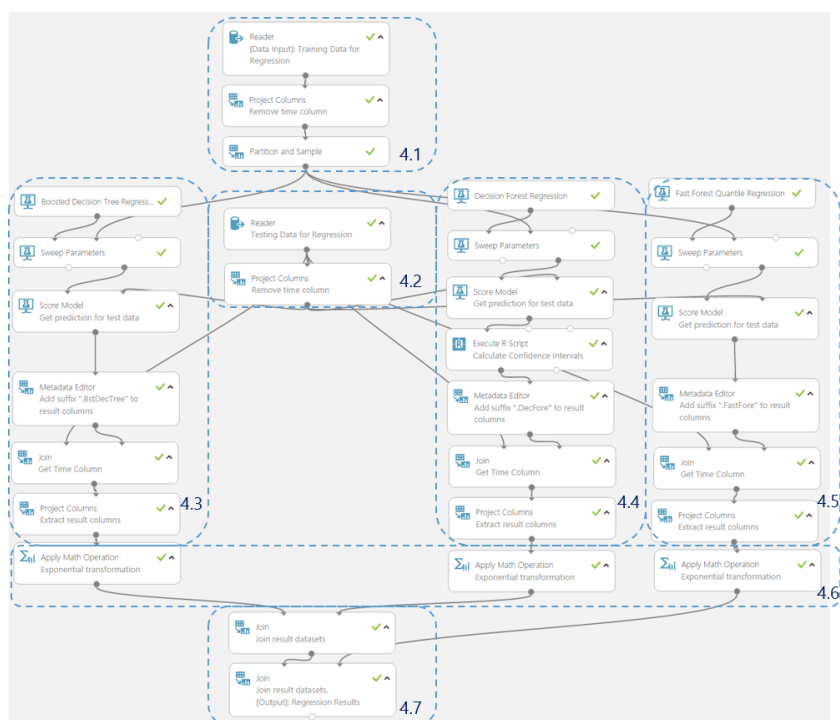 Reader
[Data Input]: Training Data for
Regression
Project Columns
Remove time column
Partition and Sample
4.1
Boosted Decision Tree Regress...
Sweep Parameters
Score Model
Get prediction for test data
Metadata Editor
Add suffix ".BstDecTree" to
result columns
Join
Get Time Column
Project Columns
Extract result columns
4.3
Reader
Testing Data for Regression
Project Columns
Remove time column
4.2
Decision Forest Regression
Sweep Parameters
Score Model
Get prediction for test data
Execute R Script
Calculate Confidence Intervals
Metadata Editor
Add suffix ".DecFore" to result
columns
Join
Get Time Column
Project Columns
Extract result columns
4.4
Fast Forest Quantile Regression
Sweep Parameters
Score Model
Get prediction for test data
Metadata Editor
Add suffix ".FastFore" to result
columns
Join
Get Time Column
Project Columns
Extract result columns
4.5
Apply Math Operation
Exponential transformation
Apply Math Operation
Exponential transformation
Apply Math Operation
Exponential transformation
4.6
Join
Join result datasets
Join
Join result datasets.
[Output]: Regression Results
4.7